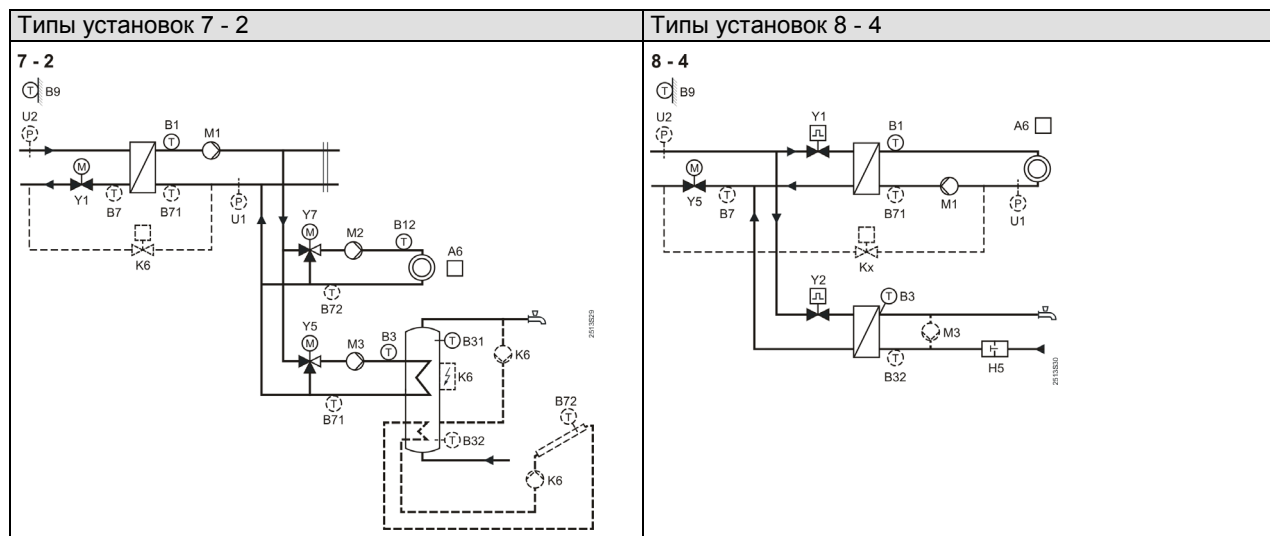 Типы установок 7 - 2
7 - 2
T B9
U2
P
B1
T
M1
M
Y1
T
B7
T
B71
P
U1
K6
Y7
M
M2
B12
T
A6
T
B72
Y5
M
M3
B3
T
T B31
K6
K6
T
B71
T B32
B72
T
K6
2513S29
Типы установок 8 - 4
8 - 4
T B9
U2
P
Y1
B1
T
A6
M
Y5
T
B7
T
B71
M1
P
U1
Kx
Y2
T B3
M3
T
B32
H5
2513S30